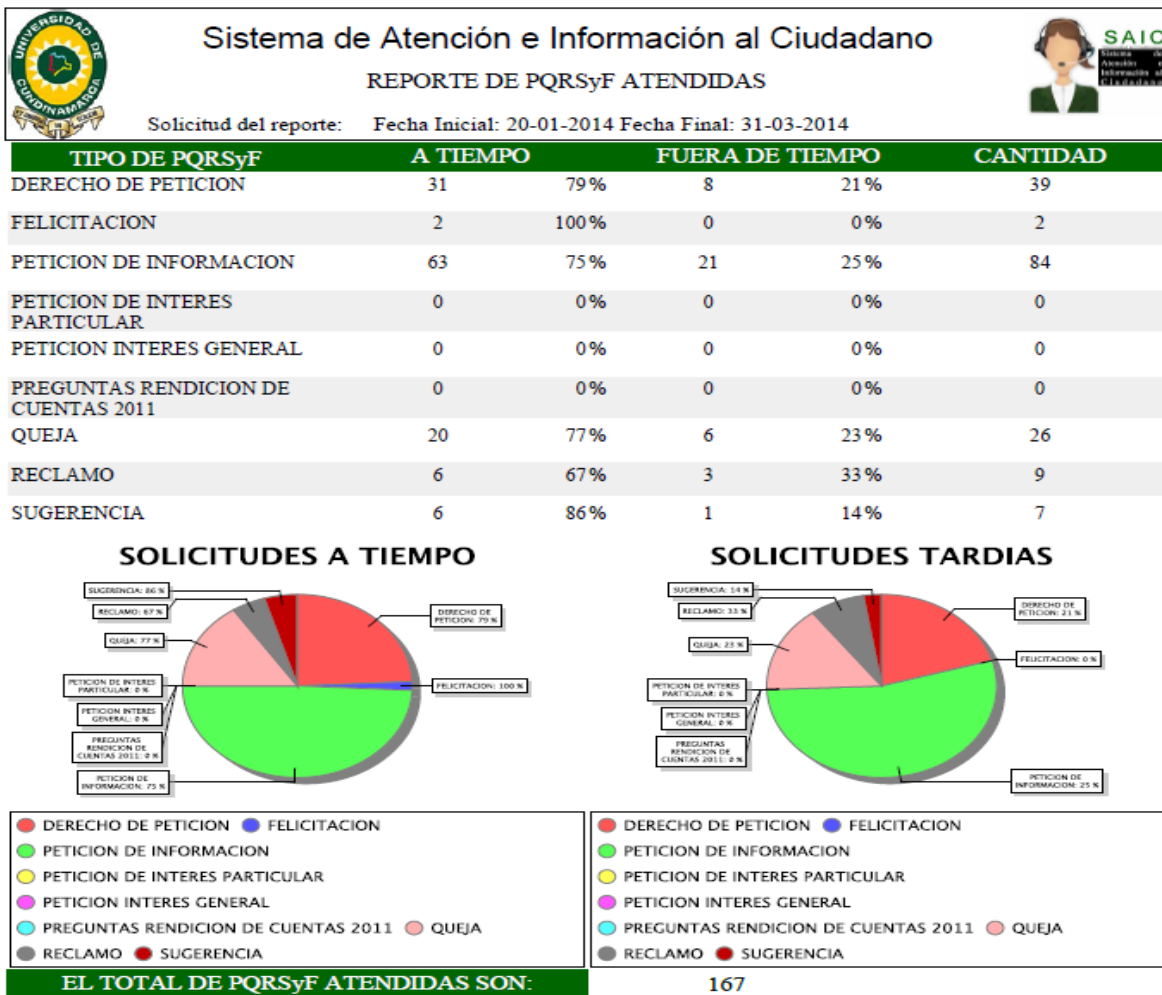 UNIVERSIDAD DE CUNDINAMARCA
Sistema de Atención e Información al Ciudadano
REPORTE DE PQRSyF ATENDIDAS
Solicitud del reporte: Fecha Inicial: 20-01-2014 Fecha Final: 31-03-2014
SAIC
Sistema de
Atención e
Información al
Ciudadano
TIPO DE PQRSyF A TIEMPO FUERA DE TIEMPO CANTIDAD
DERECHO DE PETICION 31 79% 8 21% 39
FELICITACION 2 100% 0 0% 2
PETICION DE INFORMACION 63 75% 21 25% 84
PETICION DE INTERES
PARTICULAR 0 0% 0 0% 0
PETICION INTERES GENERAL 0 0% 0 0% 0
PREGUNTAS RENDICION DE
CUENTAS 2011 0 0% 0 0% 0
QUEJA 20 77% 6 23% 26
RECLAMO 6 67% 3 33% 9
SUGERENCIA 6 86% 1 14% 7
SOLICITUDES A TIEMPO
SUGERENCIA: 86 %
RECLAMO: 67 %
QUEJA: 77 %
PETICION DE INTERES
PARTICULAR: 0 %
PETICION INTERES
GENERAL: 0 %
PREGUNTAS
RENDICION DE
CUENTAS 2011: 0 %
PETICION DE
INFORMACION: 75 %
DERECHO DE
PETICION: 79 %
FELICITACION: 100 %
SOLICITUDES TARDIAS
SUGERENCIA: 14 %
RECLAMO: 33 %
QUEJA: 23 %
PETICION DE INTERES
PARTICULAR: 0 %
PETICION INTERES
GENERAL: 0 %
PREGUNTAS
RENDICION DE
CUENTAS 2011: 0 %
DERECHO DE
PETICION: 21 %
FELICITACION: 0 %
PETICION DE
INFORMACION: 25 %
DERECHO DE PETICION FELICITACION
PETICION DE INFORMACION
PETICION DE INTERES PARTICULAR
PETICION INTERES GENERAL
PREGUNTAS RENDICION DE CUENTAS 2011 QUEJA
RECLAMO SUGERENCIA
DERECHO DE PETICION FELICITACION
PETICION DE INFORMACION
PETICION DE INTERES PARTICULAR
PETICION INTERES GENERAL
PREGUNTAS RENDICION DE CUENTAS 2011 QUEJA
RECLAMO SUGERENCIA
EL TOTAL DE PQRSyF ATENDIDAS SON: 167